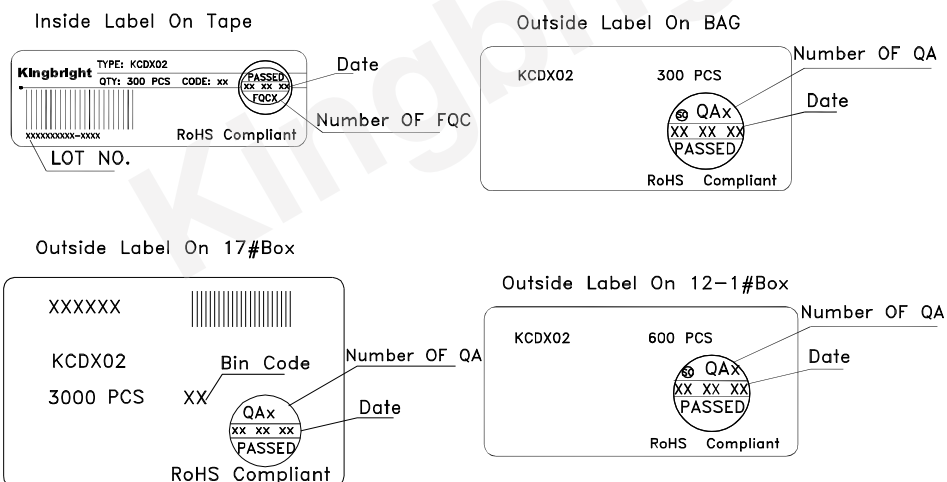 Inside Label On Tape
Kingbright
TYPE: KCDX02
QTY: 300 PCS CODE: xx
PASSED
XX XX XX
FQCX
Date
Number OF FQC
XXXXXXXXXX-XXXX
RoHS Compliant
LOT NO.
Outside Label On BAG
KCDX02 300 PCS
Number OF QA
QAx
Date
XX XX XX
PASSED
RoHS Compliant
Outside Label On 17#Box
XXXXXX
KCDX02
Bin Code
Number OF QA
3000 PCS XX
QAx
Date
XX XX XX
PASSED
RoHS Compliant
Outside Label On 12-1#Box
Number OF QA
KCDX02 600 PCS
QAx
Date
XX XX XX
PASSED
RoHS Compliant